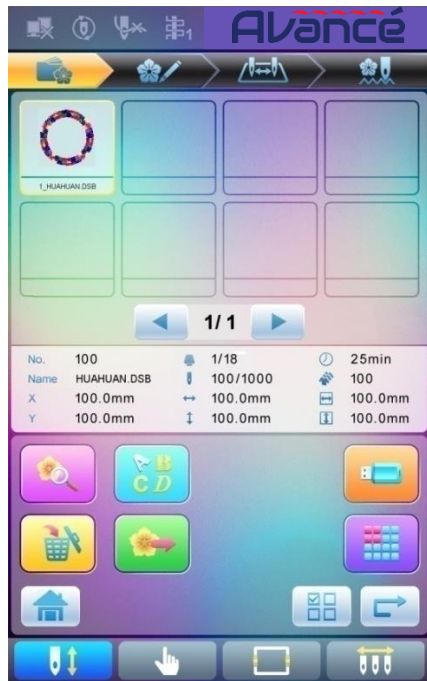 1
Avancé
1_HUAHUAN.DSB
1/1
No. 100 1/18 25min
Name HUAHUAN.DSB 100/1000 100
X 100.0mm 100.0mm 100.0mm
Y 100.0mm 100.0mm 100.0mm
A B
C D